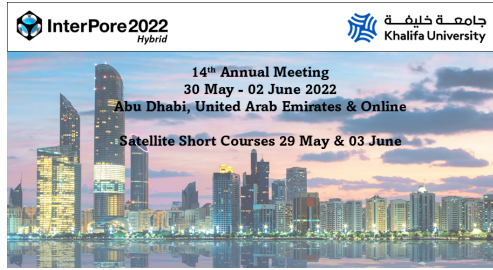 InterPore2022
Hybrid
جامعة خليفة
Khalifa University
14th Annual Meeting
30 May - 02 June 2022
Abu Dhabi, United Arab Emirates & Online
Satellite Short Courses 29 May & 03 June